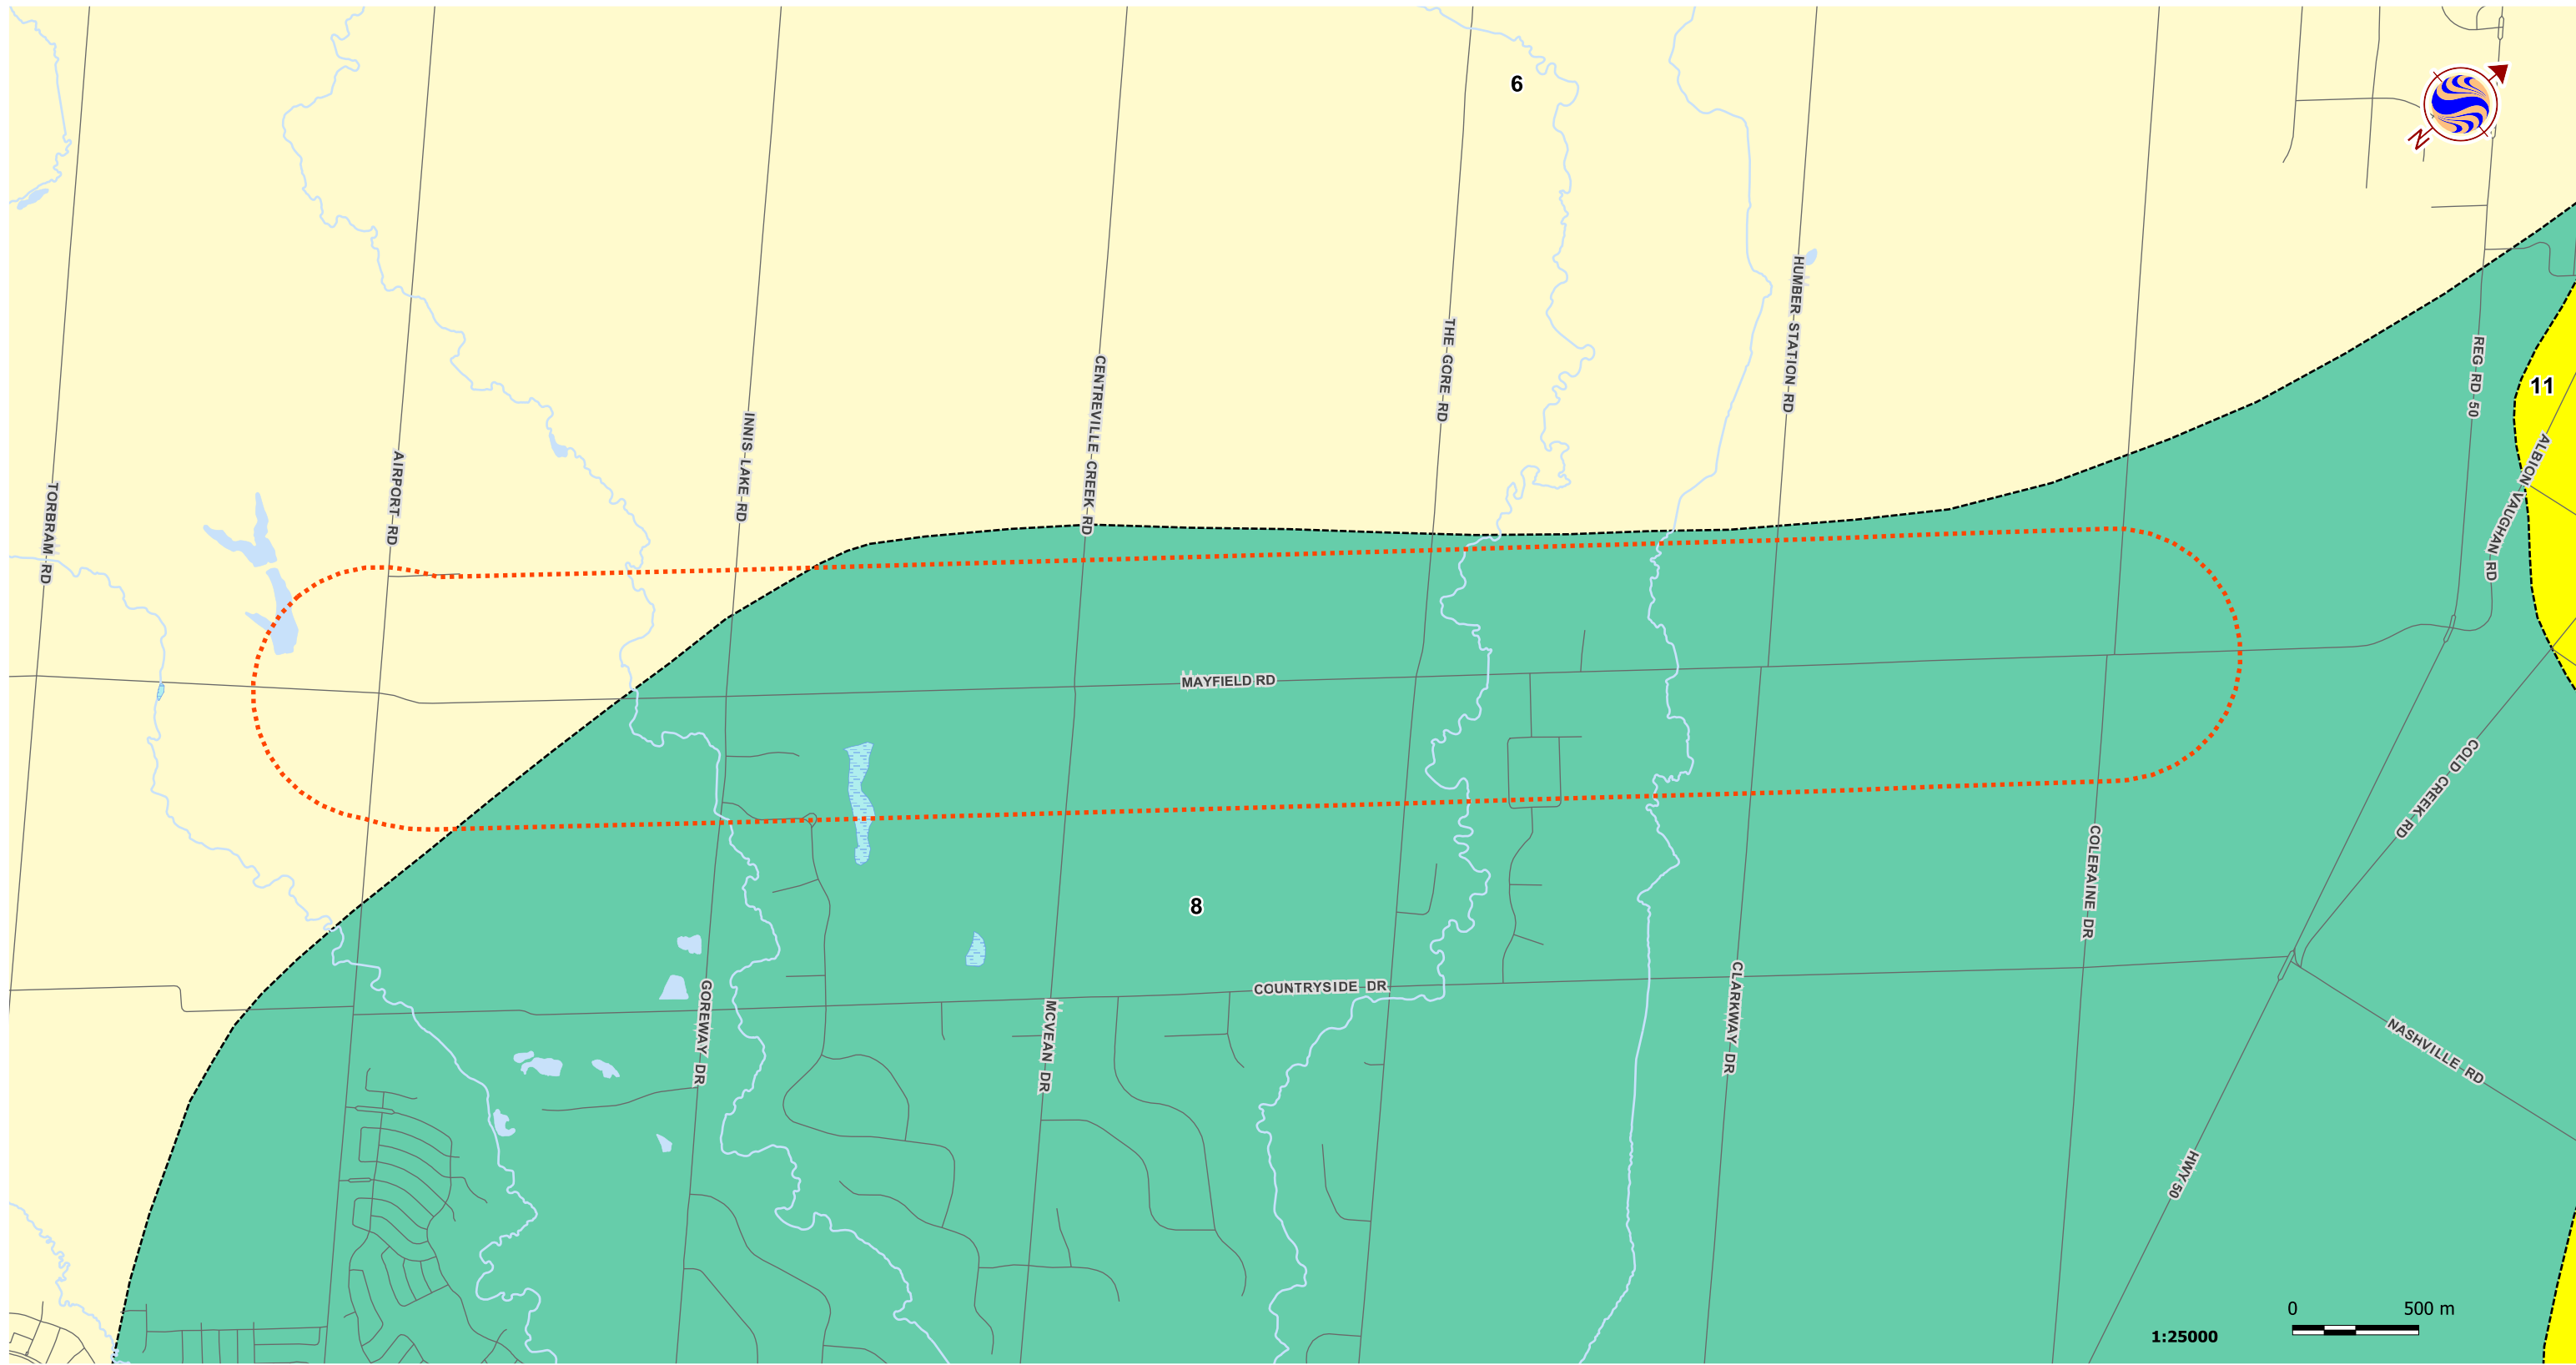 6
N
11
HUMBER STATION RD
THE GORE RD
REG RD 50
CENTREVILLE CREEK RD
INNIS LAKE RD
AIRPORT RD
TORBRAM RD
ALBION VAUGHAN RD
MAYFIELD RD
COLD CREEK RD
COLERAINE DR
8
COUNTRYSIDE DR
GOREWAY DR
MCVEAN DR
CLARKWAY DR
NASHVILLE RD
HWY 50
0 500 m
1:25000